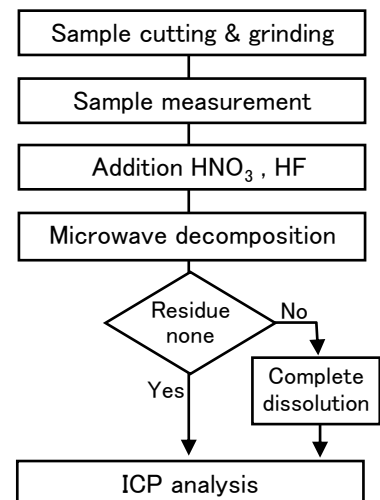 Sample cutting & grinding
Sample measurement
Addition HNO₃ , HF
Microwave decomposition
Residue
none
No
Yes
Complete
dissolution
ICP analysis